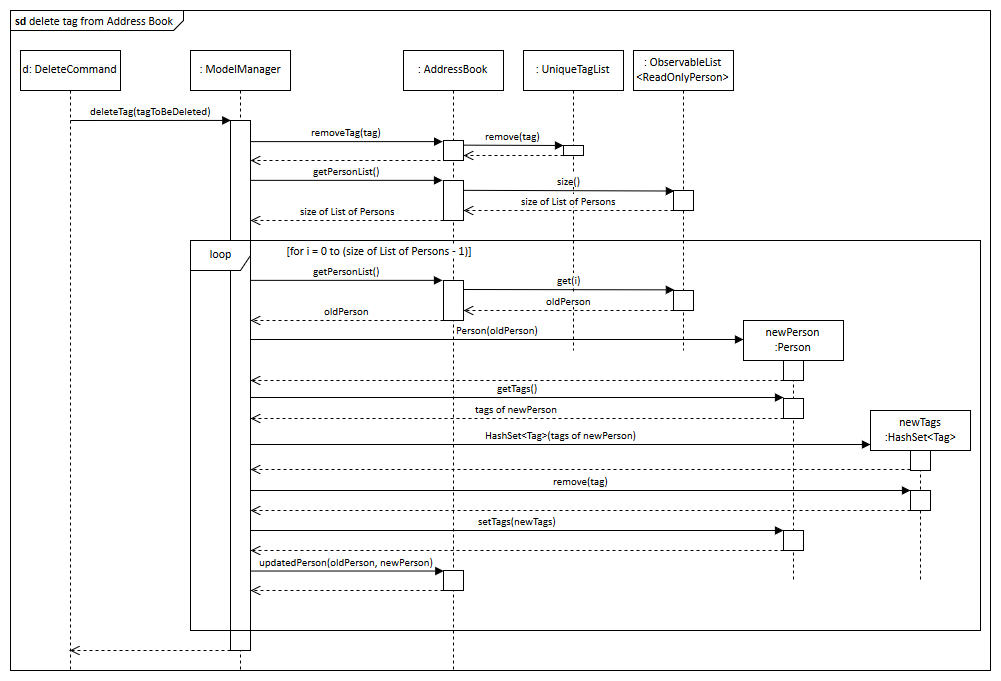 sd delete tag from Address Book
d: DeleteCommand
: ModelManager
: AddressBook
: UniqueTagList
: ObservableList
<ReadOnlyPerson>
deleteTag(tagToBeDeleted)
removeTag(tag)
remove(tag)
getPersonList()
size()
size of List of Persons
size of List of Persons
loop
[for i = 0 to (size of List of Persons - 1)]
getPersonList()
get(i)
oldPerson
oldPerson
Person(oldPerson)
newPerson
:Person
getTags()
tags of newPerson
newTags
:HashSet<Tag>
HashSet<Tag>(tags of newPerson)
remove(tag)
setTags(newTags)
updatedPerson(oldPerson, newPerson)